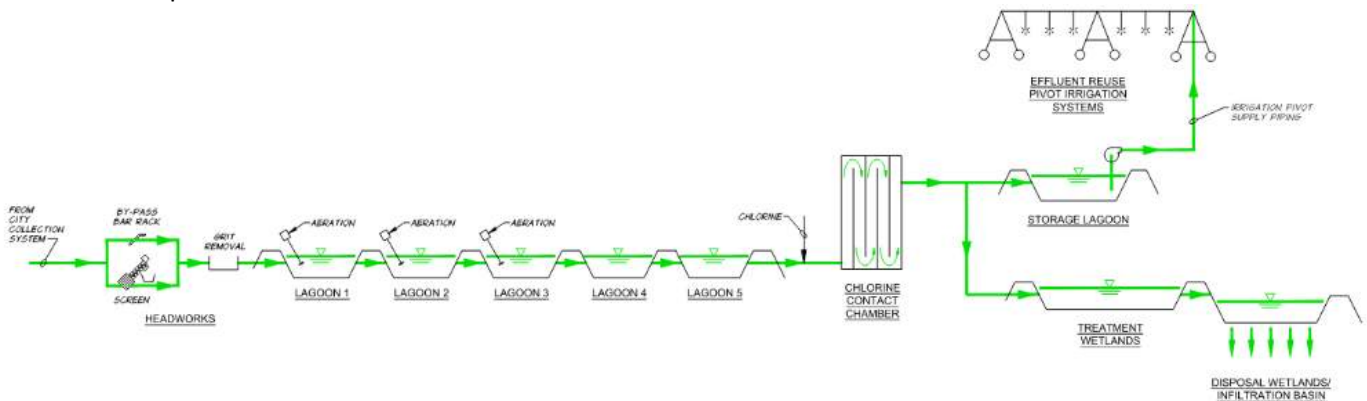 EFFLUENT REUSE
PIVOT IRRIGATION
SYSTEMS
IRRIGATION PIVOT
SUPPLY PIPING
FROM
CITY
COLLECTION
SYSTEM
BY-PASS
BAR RACK
SCREEN
HEADWORKS
GRIT
REMOVAL
AERATION
LAGOON 1
AERATION
LAGOON 2
AERATION
LAGOON 3
LAGOON 4
LAGOON 5
CHLORINE
CHLORINE
CONTACT
CHAMBER
STORAGE LAGOON
TREATMENT
WETLANDS
DISPOSAL WETLANDS/
INFILTRATION BASIN